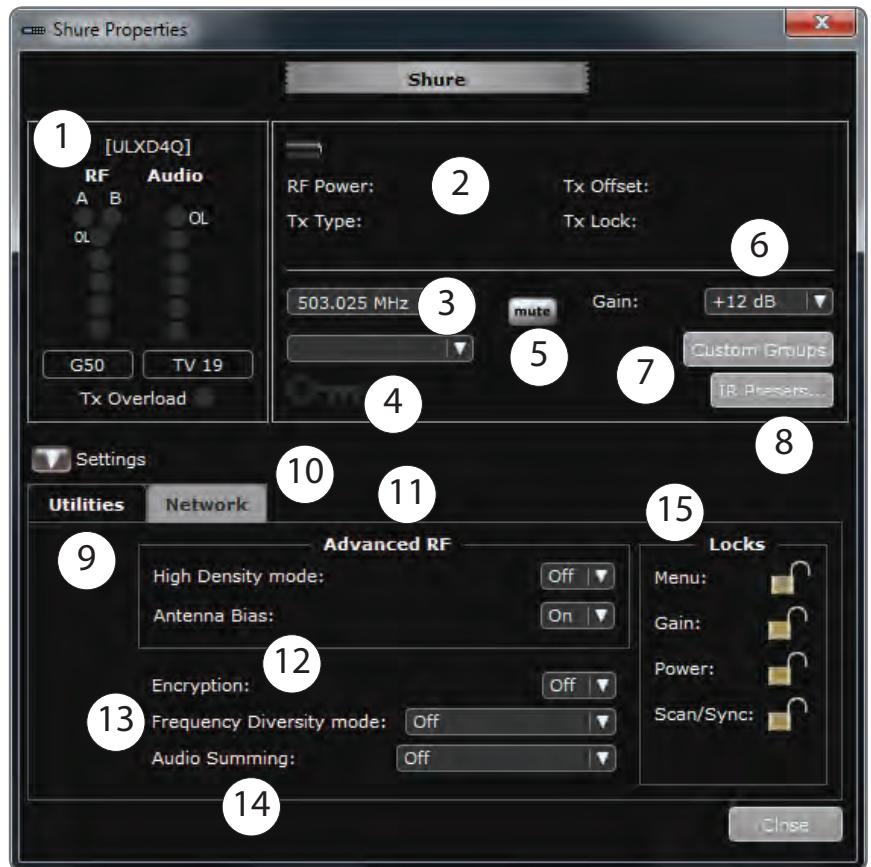 Shure Properties
X
Shure
1
[ULXD4Q]
RF Audio
A B
OL
OL
G50 TV 19
Tx Overload
RF Power: 2 Tx Offset:
Tx Type: Tx Lock:
6
503.025 MHz 3 mute Gain: +12 dB
5
7 Custom Groups
4
IR Presets...
8
Settings
10
11
Utilities Network
15
9
Advanced RF
High Density mode: Off
Antenna Bias: On
12
Encryption: Off
13 Frequency Diversity mode: Off
Audio Summing: Off
14
Locks
Menu:
Gain:
Power:
Scan/Sync:
Close